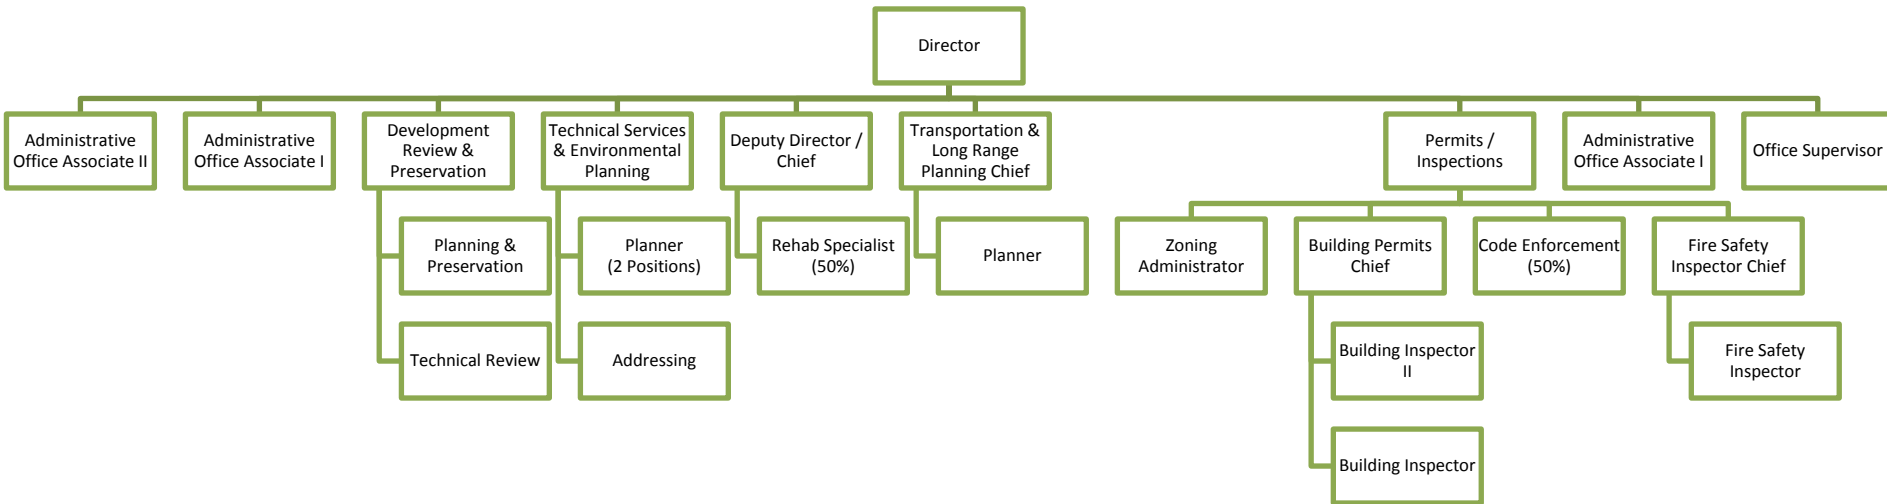 Director
Administrative
Office Associate II
Administrative
Office Associate I
Development
Review &
Preservation
Technical Services
& Environmental
Planning
Deputy Director /
Chief
Transportation &
Long Range
Planning Chief
Permits /
Inspections
Administrative
Office Associate I
Office Supervisor
Planning &
Preservation
Planner
(2 Positions)
Rehab Specialist
(50%)
Planner
Zoning
Administrator
Building Permits
Chief
Code Enforcement
(50%)
Fire Safety
Inspector Chief
Technical Review
Addressing
Building Inspector
II
Fire Safety
Inspector
Building Inspector